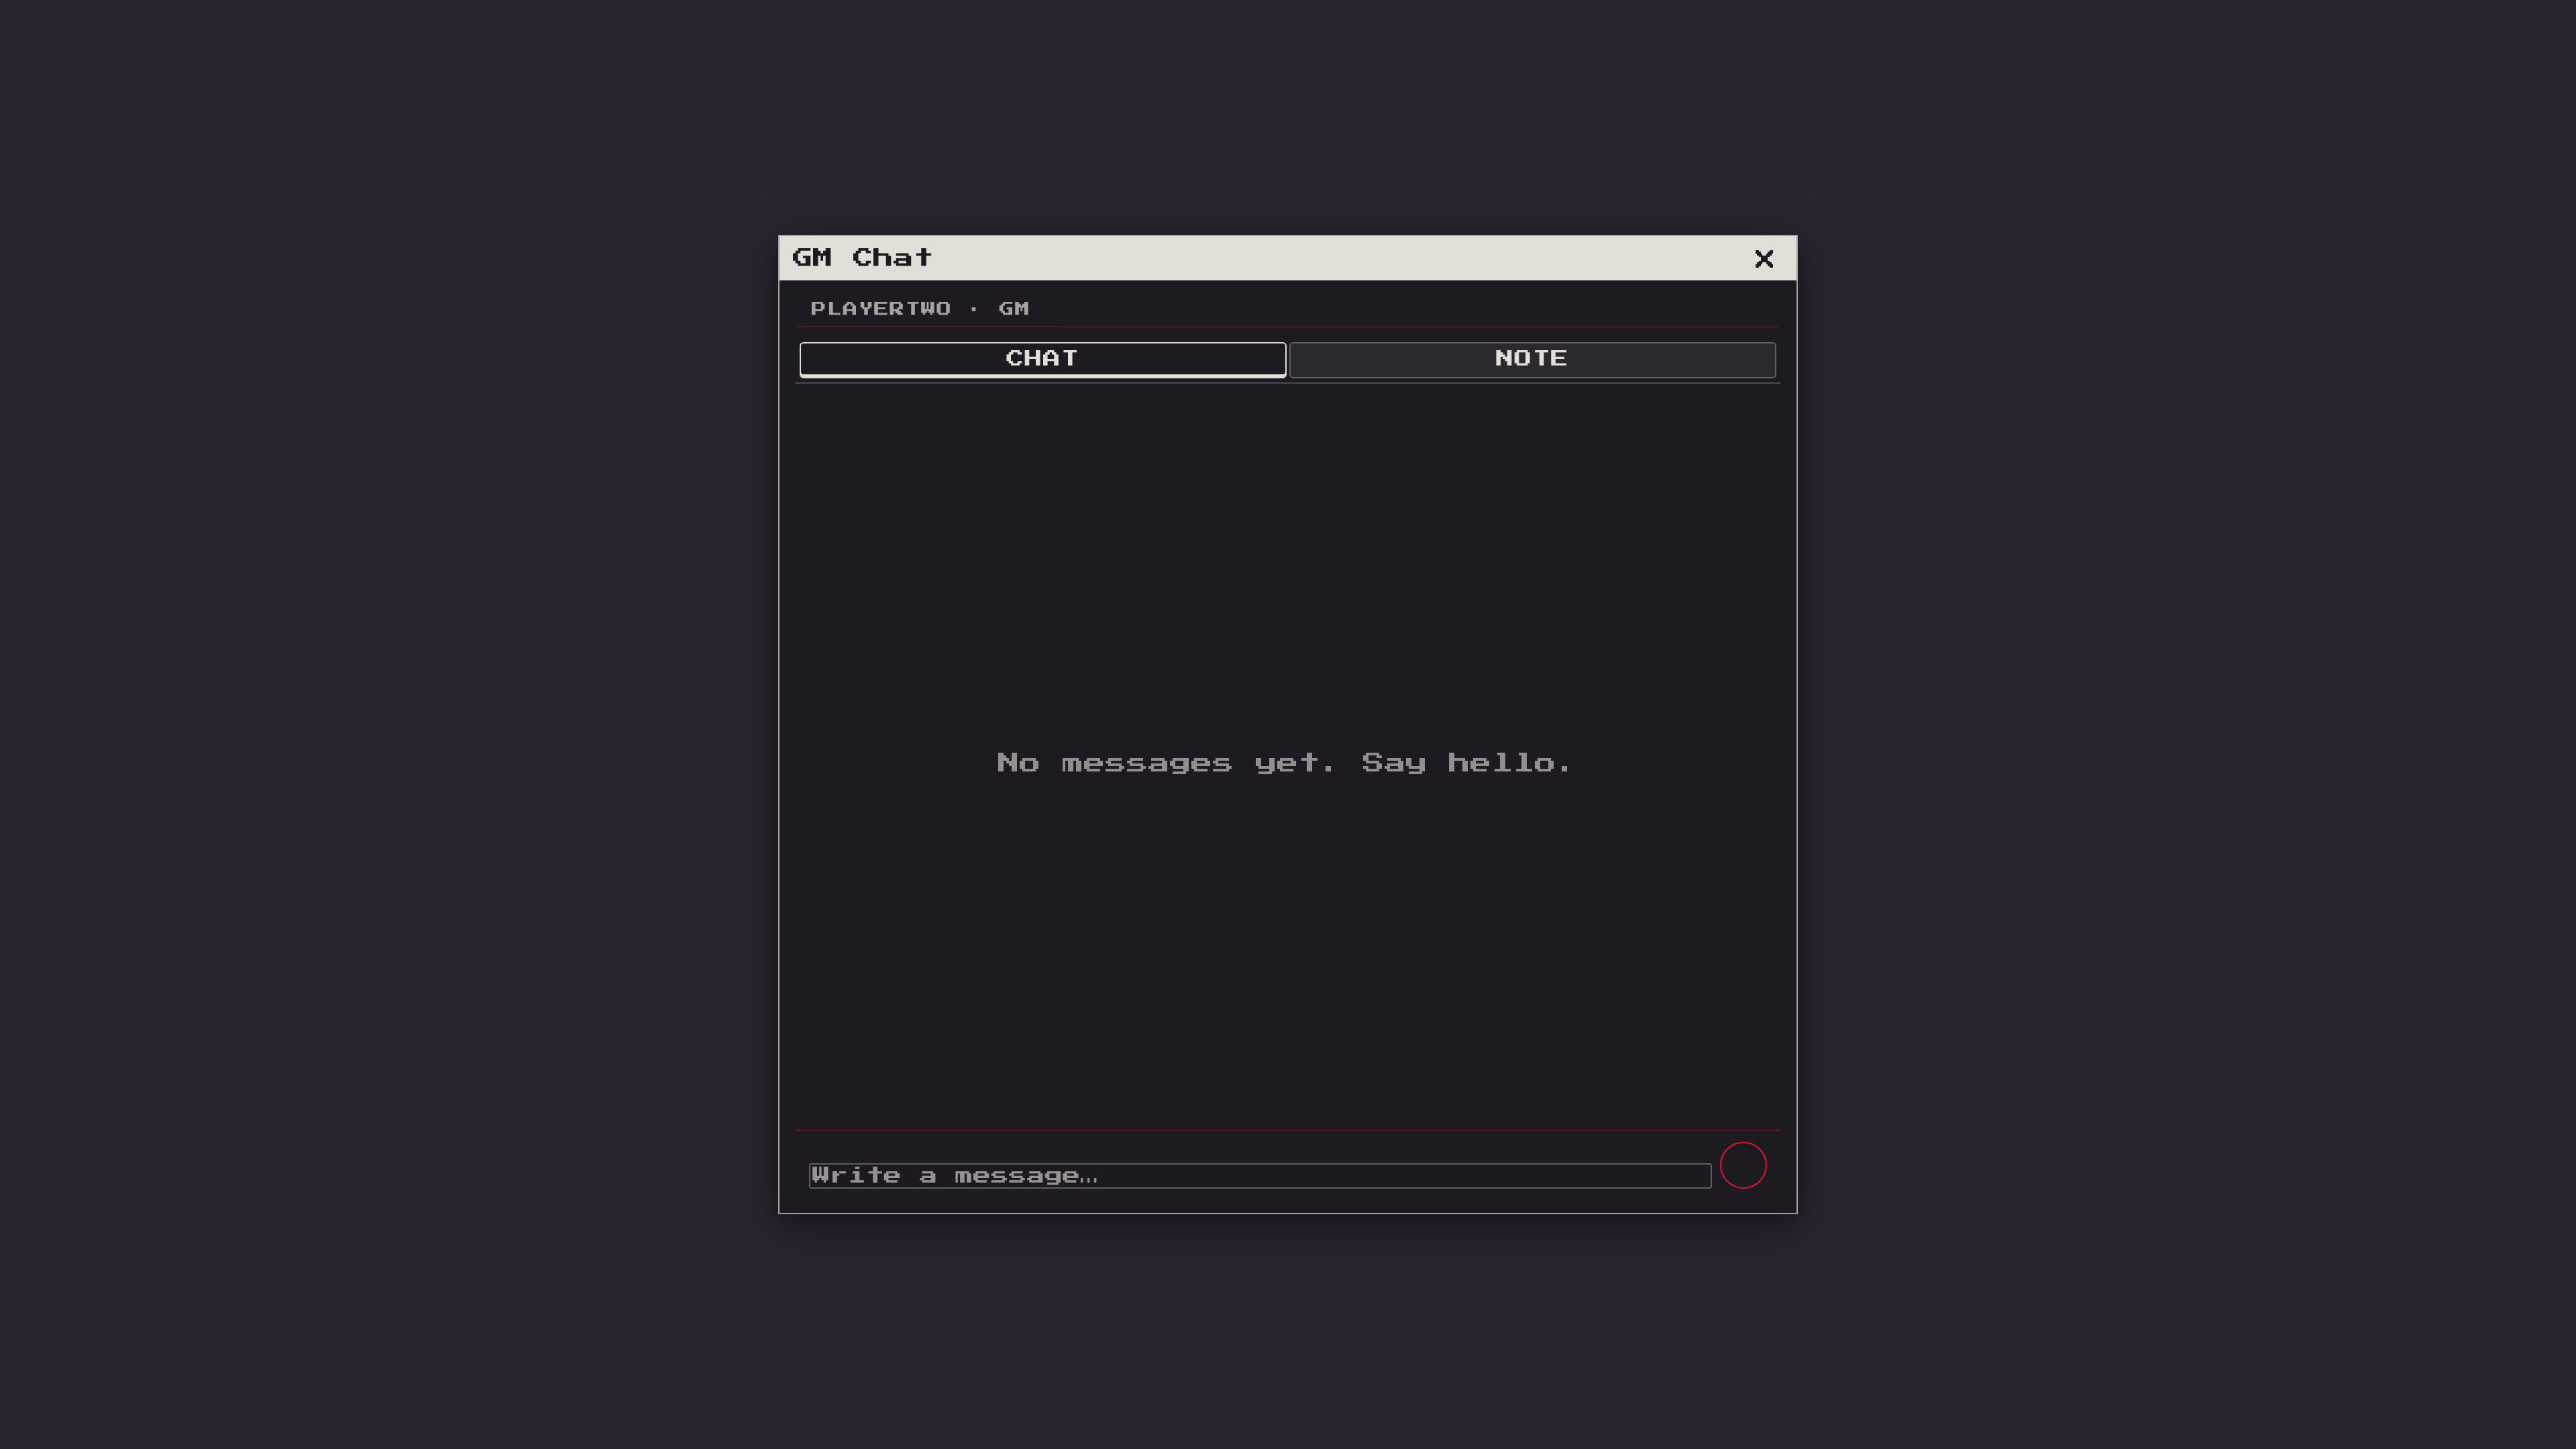 GM Chat
PLAYERTWO · GM
CHAT
NOTE
No messages yet. Say hello.
Write a message…